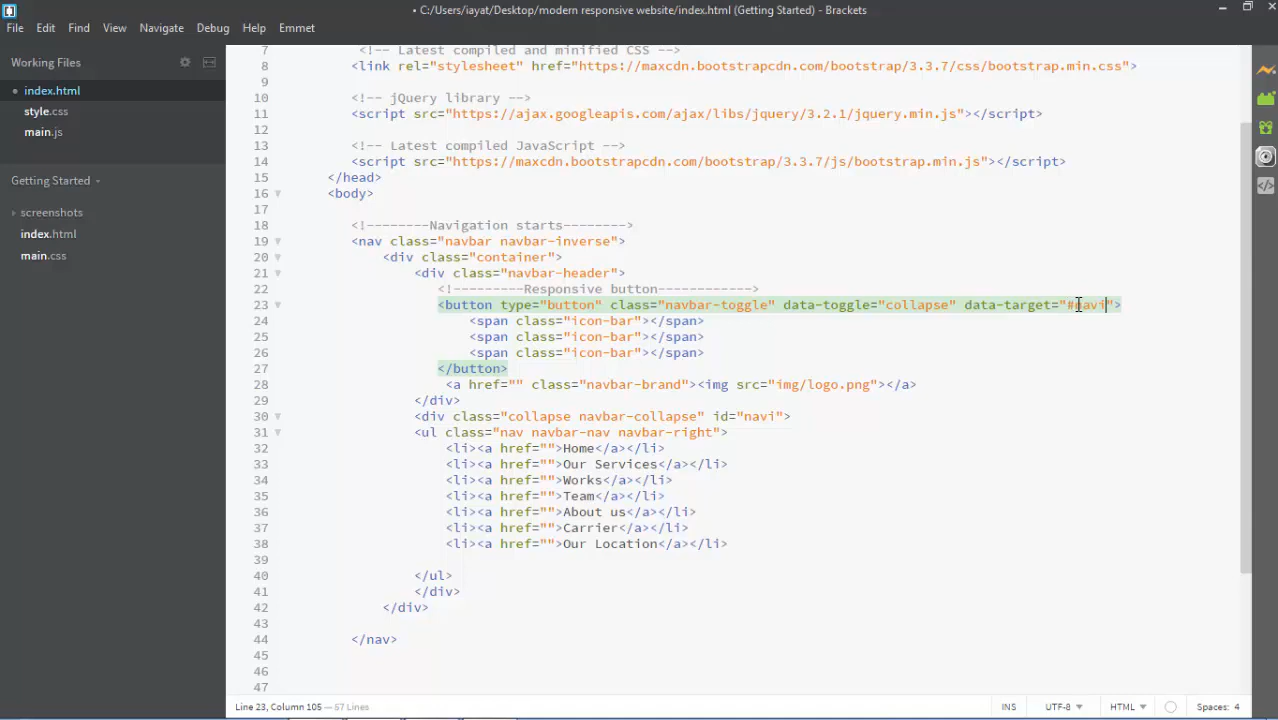 • C:/Users/iayat/Desktop/modern responsive website/index.html (Getting Started) - Brackets
File Edit Find View Navigate Debug Help Emmet
Working Files
• index.html
style.css
main.js
Getting Started
screenshots
index.html
main.css
7 <!-- Latest compiled and minified CSS -->
8 <link rel="stylesheet" href="https://maxcdn.bootstrapcdn.com/bootstrap/3.3.7/css/bootstrap.min.css">
9
10 <!-- jQuery library -->
11 <script src="https://ajax.googleapis.com/ajax/libs/jquery/3.2.1/jquery.min.js"></script>
12
13 <!-- Latest compiled JavaScript -->
14 <script src="https://maxcdn.bootstrapcdn.com/bootstrap/3.3.7/js/bootstrap.min.js"></script>
15 </head>
16 <body>
17
18 <!--------Navigation starts-------->
19 <nav class="navbar navbar-inverse">
20 <div class="container">
21 <div class="navbar-header">
22 <!---------Responsive button------------>
23 <button type="button" class="navbar-toggle" data-toggle="collapse" data-target="#navi">
24 <span class="icon-bar"></span>
25 <span class="icon-bar"></span>
26 <span class="icon-bar"></span>
27 </button>
28 <a href="" class="navbar-brand"><img src="img/logo.png"></a>
29 </div>
30 <div class="collapse navbar-collapse" id="navi">
31 <ul class="nav navbar-nav navbar-right">
32 <li><a href="">Home</a></li>
33 <li><a href="">Our Services</a></li>
34 <li><a href="">Works</a></li>
35 <li><a href="">Team</a></li>
36 <li><a href="">About us</a></li>
37 <li><a href="">Carrier</a></li>
38 <li><a href="">Our Location</a></li>
39
40 </ul>
41 </div>
42 </div>
43
44 </nav>
45
46
47
Line 23, Column 105 — 57 Lines
INS UTF-8 HTML Spaces: 4